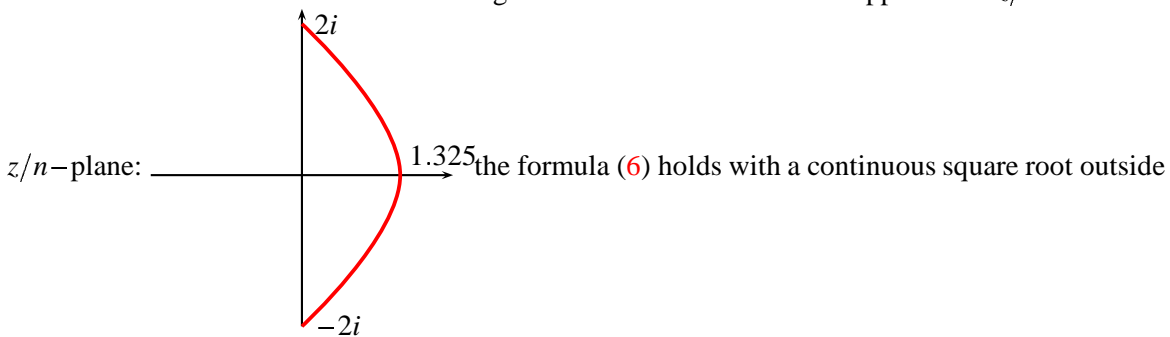 2i
z/n−plane:
1.325 the formula (6) holds with a continuous square root outside
−2i